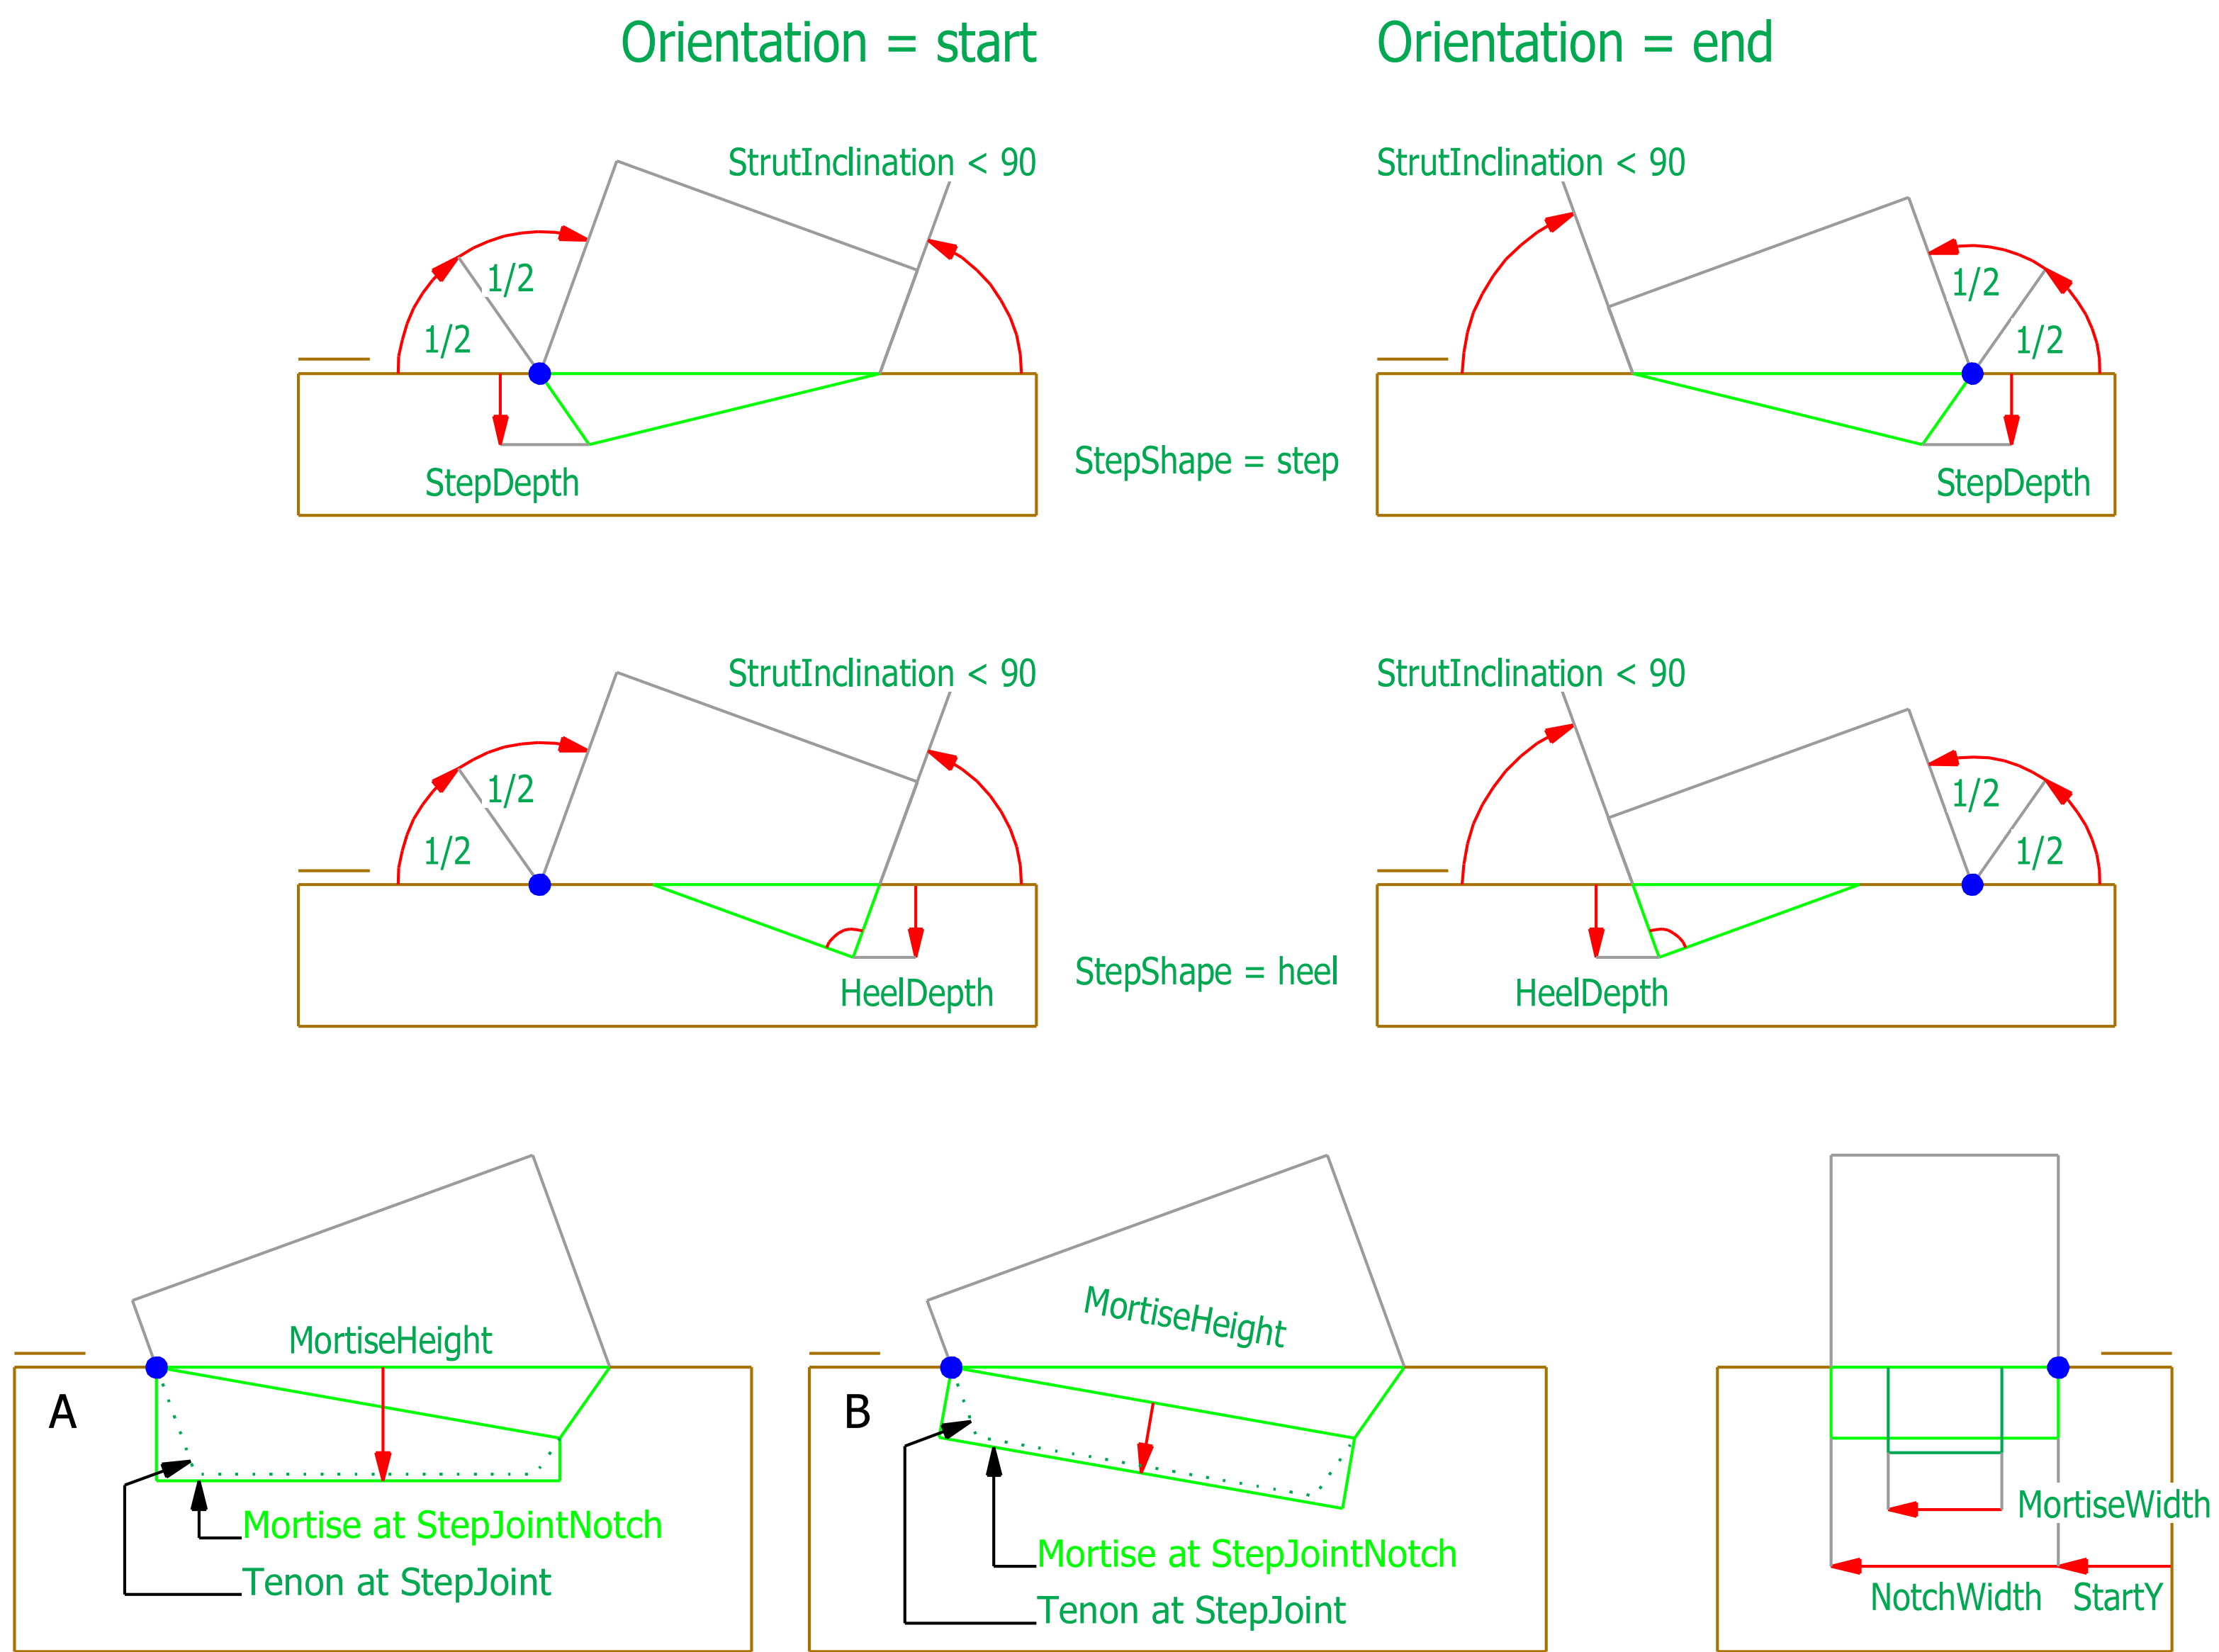 Orientation = start
Orientation = end
StrutInclination < 90
StrutInclination < 90
1/2
1/2
1/2
1/2
StepDepth
StepShape = step
StepDepth
StrutInclination < 90
StrutInclination < 90
1/2
1/2
1/2
1/2
HeelDepth
StepShape = heel
HeelDepth
MortiseHeight
MortiseHeight
A
B
Mortise at StepJointNotch
Tenon at StepJoint
Mortise at StepJointNotch
Tenon at StepJoint
MortiseWidth
NotchWidth
StartY